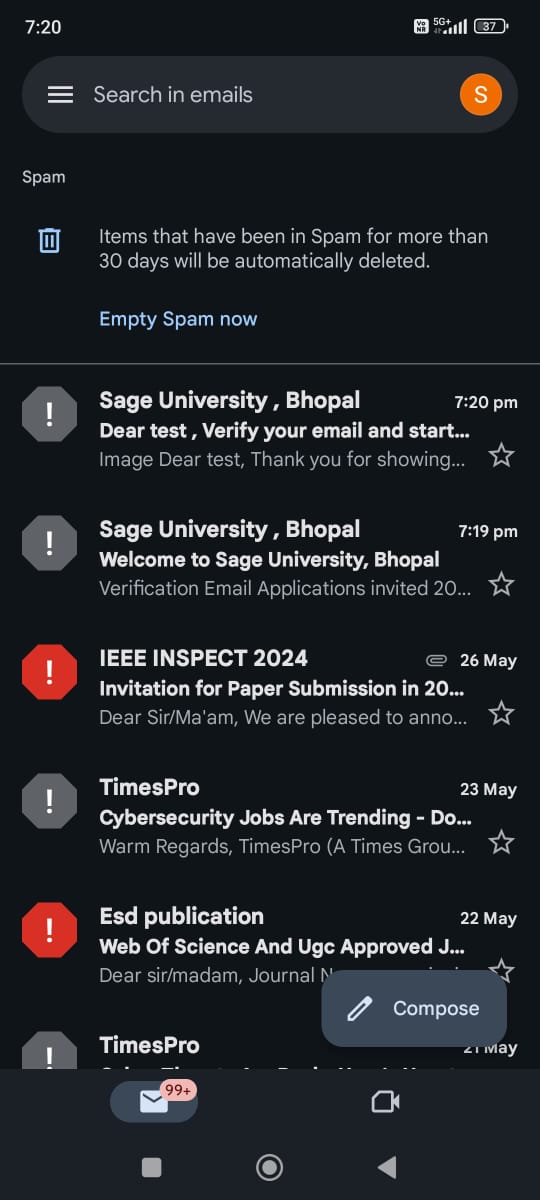 7:20
Vo NR 5G+ 37
Search in emails
S
Spam
Items that have been in Spam for more than
30 days will be automatically deleted.
Empty Spam now
Sage University , Bhopal 7:20 pm
Dear test , Verify your email and start...
Image Dear test, Thank you for showing...
Sage University , Bhopal 7:19 pm
Welcome to Sage University, Bhopal
Verification Email Applications invited 20...
IEEE INSPECT 2024 26 May
Invitation for Paper Submission in 20...
Dear Sir/Ma'am, We are pleased to anno...
TimesPro 23 May
Cybersecurity Jobs Are Trending - Do...
Warm Regards, TimesPro (A Times Grou...
Esd publication 22 May
Web Of Science And Ugc Approved J...
Dear sir/madam, Journal
Compose
TimesPro 21 May
99+